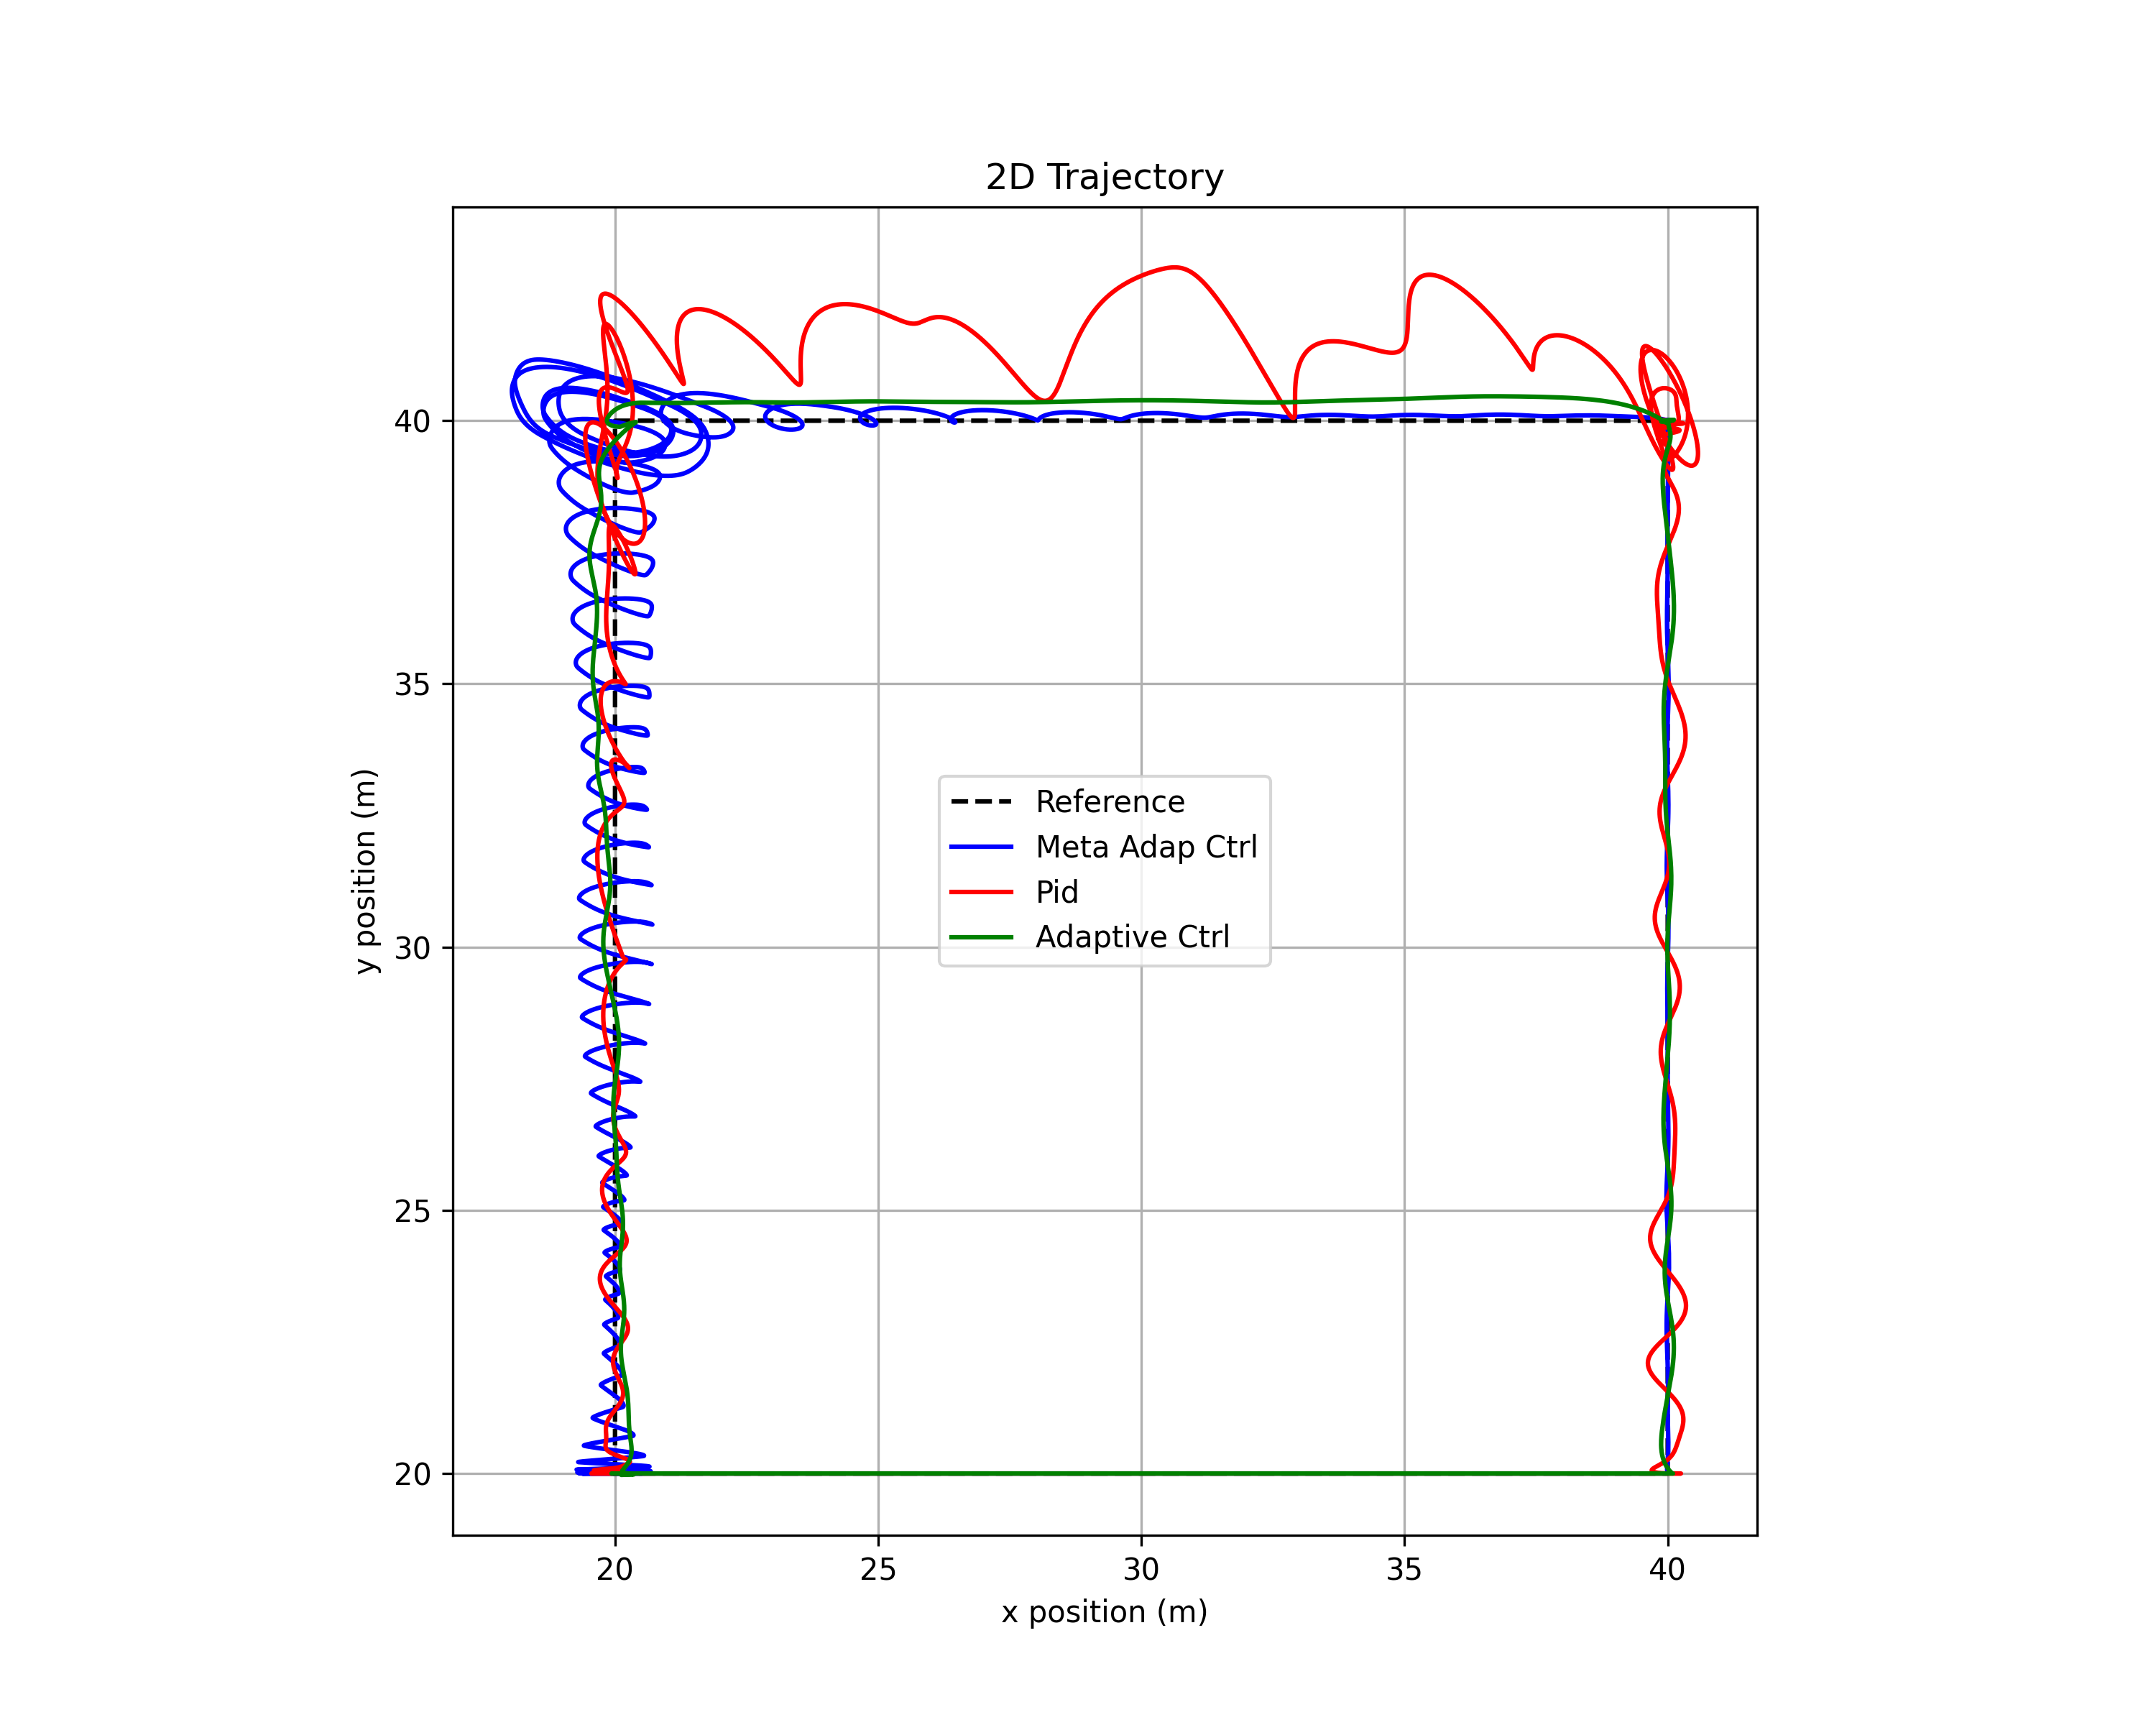 2D Trajectory
y position (m)
40
35
30
25
20
Reference
Meta Adap Ctrl
Pid
Adaptive Ctrl
20 25 30 35 40
x position (m)